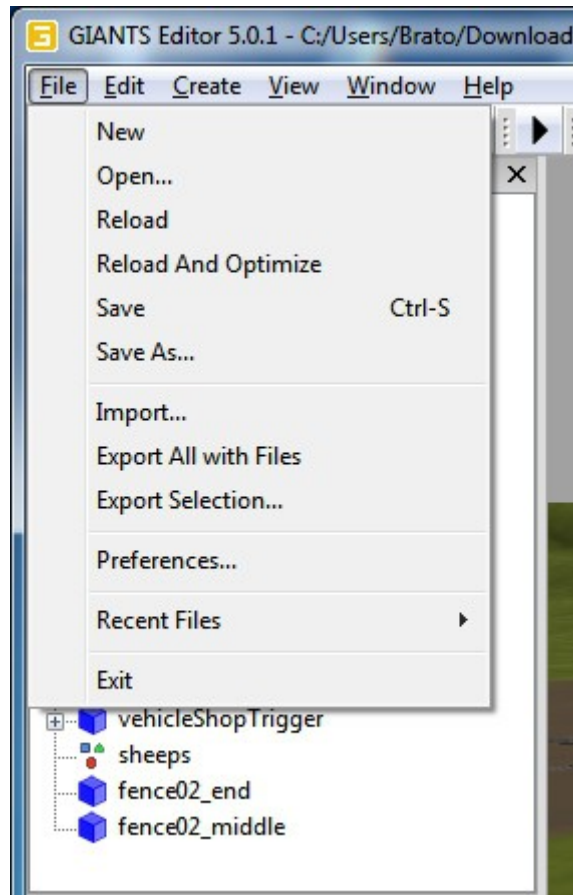 GIANTS Editor 5.0.1 - C:/Users/Brato/Download
File Edit Create View Window Help
New
Open...
Reload
Reload And Optimize
Save Ctrl-S
Save As...
Import...
Export All with Files
Export Selection...
Preferences...
Recent Files
Exit
vehicleShopTrigger
sheeps
fence02_end
fence02_middle